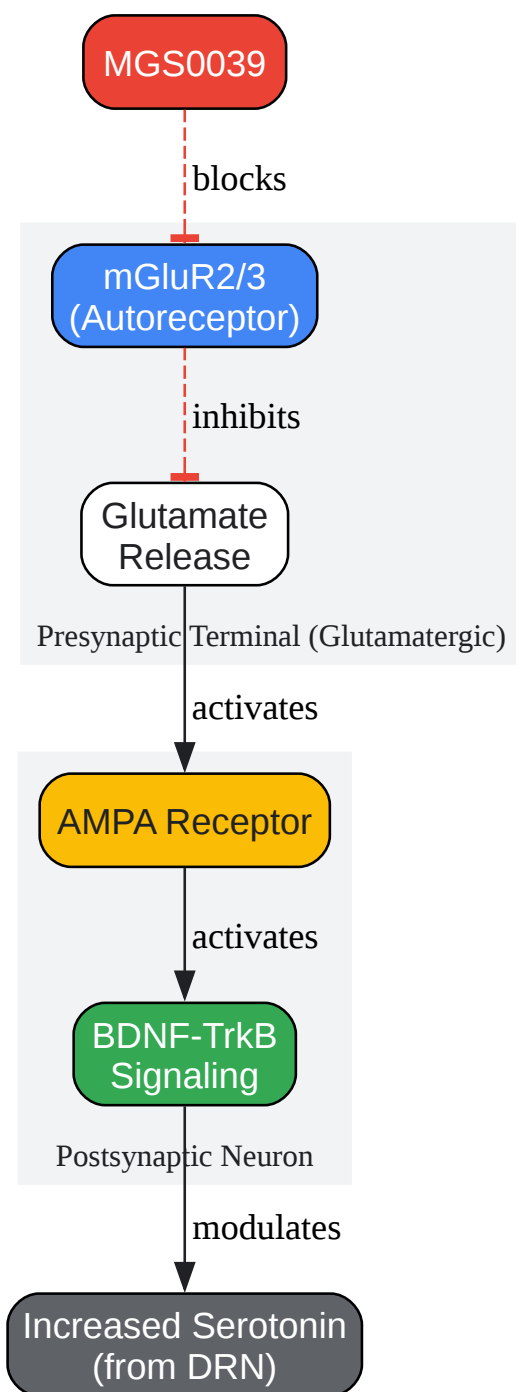 MGS0039
blocks
mGluR2/3
(Autoreceptor)
inhibits
Glutamate
Release
Presynaptic Terminal (Glutamatergic)
activates
AMPA Receptor
activates
BDNF-TrkB
Signaling
Postsynaptic Neuron
modulates
Increased Serotonin
(from DRN)